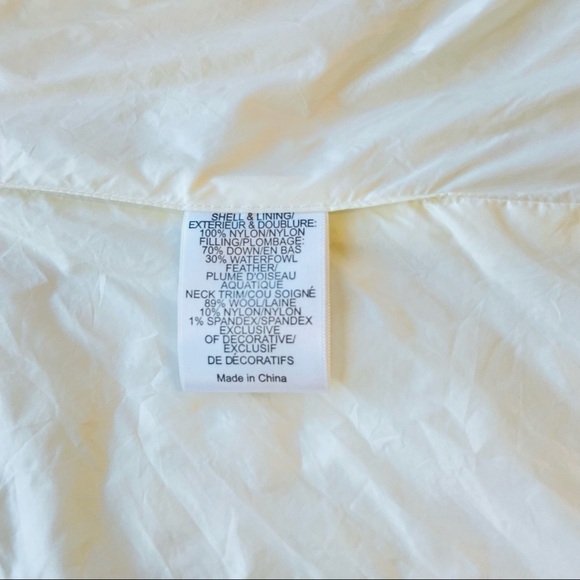 SHELL & LINING/
EXTERIEUR & DOUBLURE:
100% NYLON/NYLON
FILLING/PLOMBAGE:
70% DOWN/EN BAS
30% WATERFOWL
FEATHER/
PLUME D'OISEAU
AQUATIQUE
NECK TRIM/COU SOIGNÉ
89% WOOL/LAINE
10% NYLON/NYLON
1% SPANDEX/SPANDEX
EXCLUSIVE
OF DECORATIVE/
EXCLUSIF
DE DÉCORATIFS
Made in China